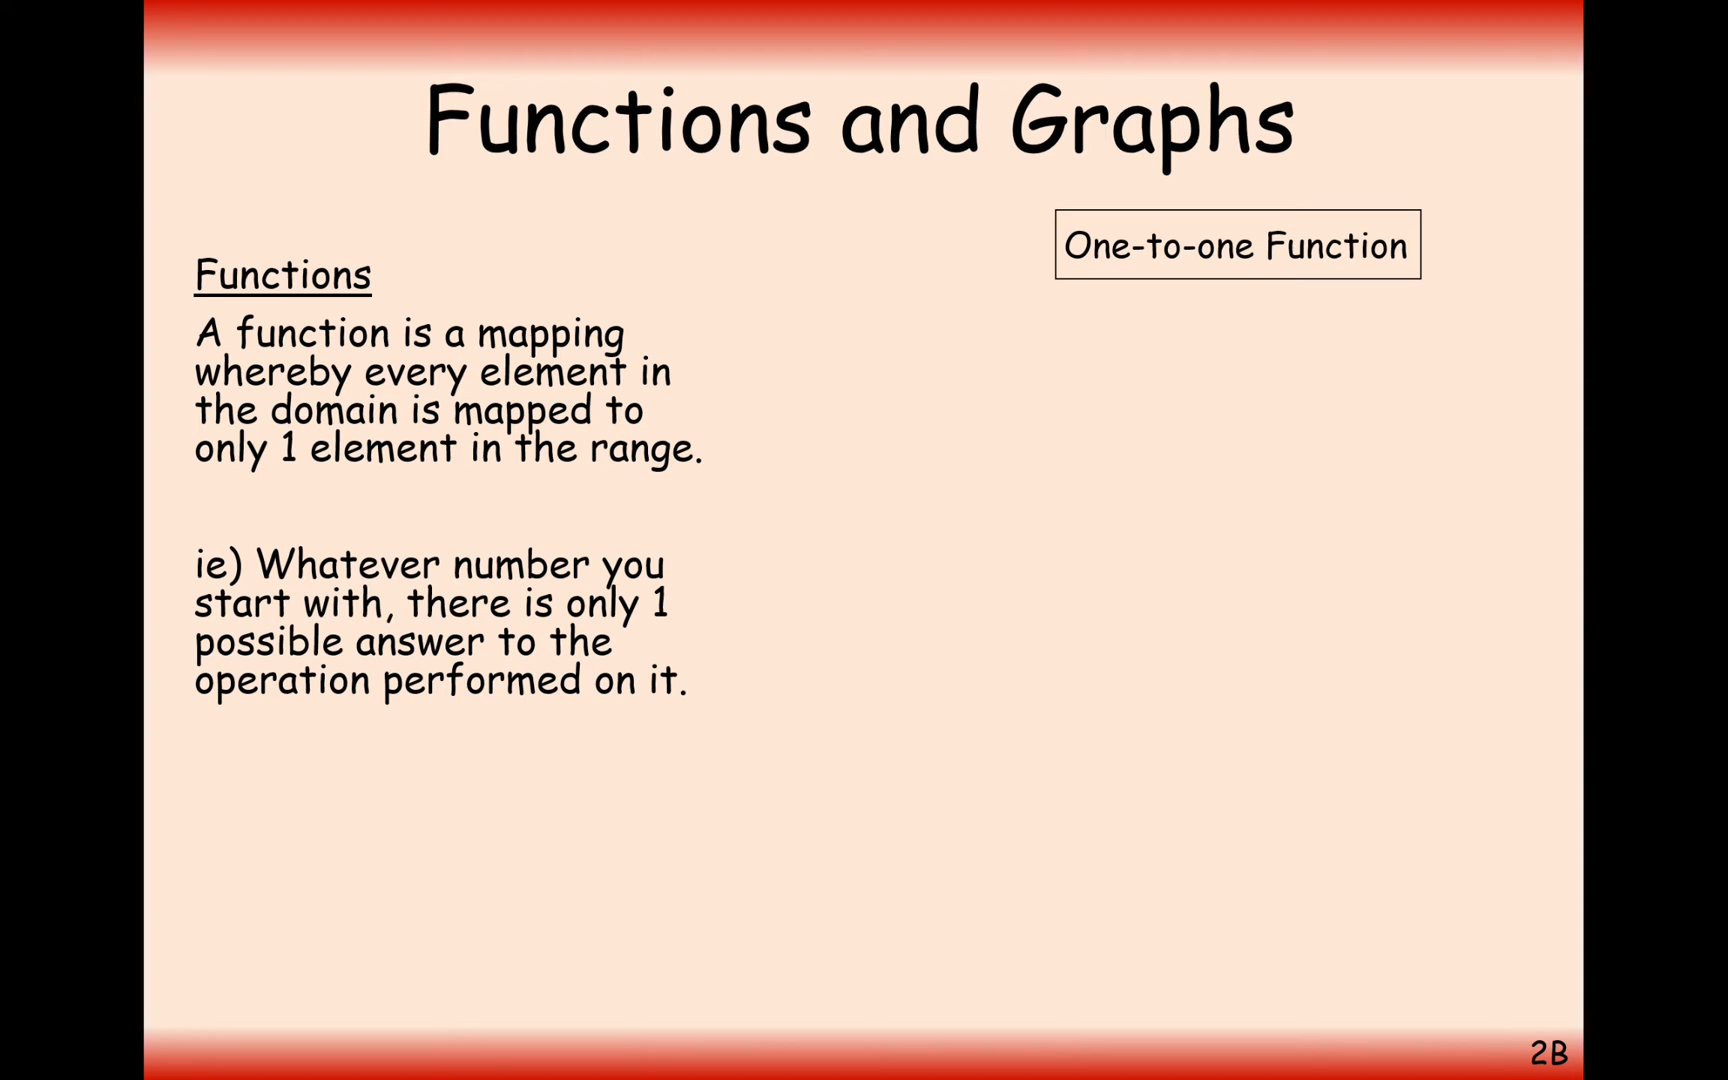 Functions and Graphs
One-to-one Function
Functions
A function is a mapping
whereby every element in
the domain is mapped to
only 1 element in the range.
ie) Whatever number you
start with, there is only 1
possible answer to the
operation performed on it.
2B